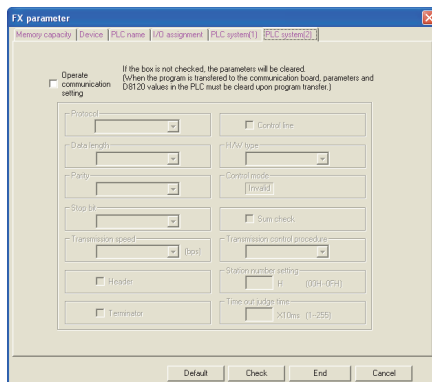 FX parameter
Memory capacity Device PLC name I/O assignment PLC system(1) PLC system(2)
Operate
communication
setting
If the box is not checked, the parameters will be cleared.
(When the program is transfered to the communication board, parameters and
D8120 values in the PLC must be cleard upon program transfer.)
Protocol
Control line
Data length
H/W type
Parity
Control mode
Invalid
Stop bit
Sum check
Transmission speed
(bps)
Transmission control procedure
Header
Station number setting
H (00H-0FH)
Terminator
Time out judge time
X10ms (1-255)
Default Check End Cancel